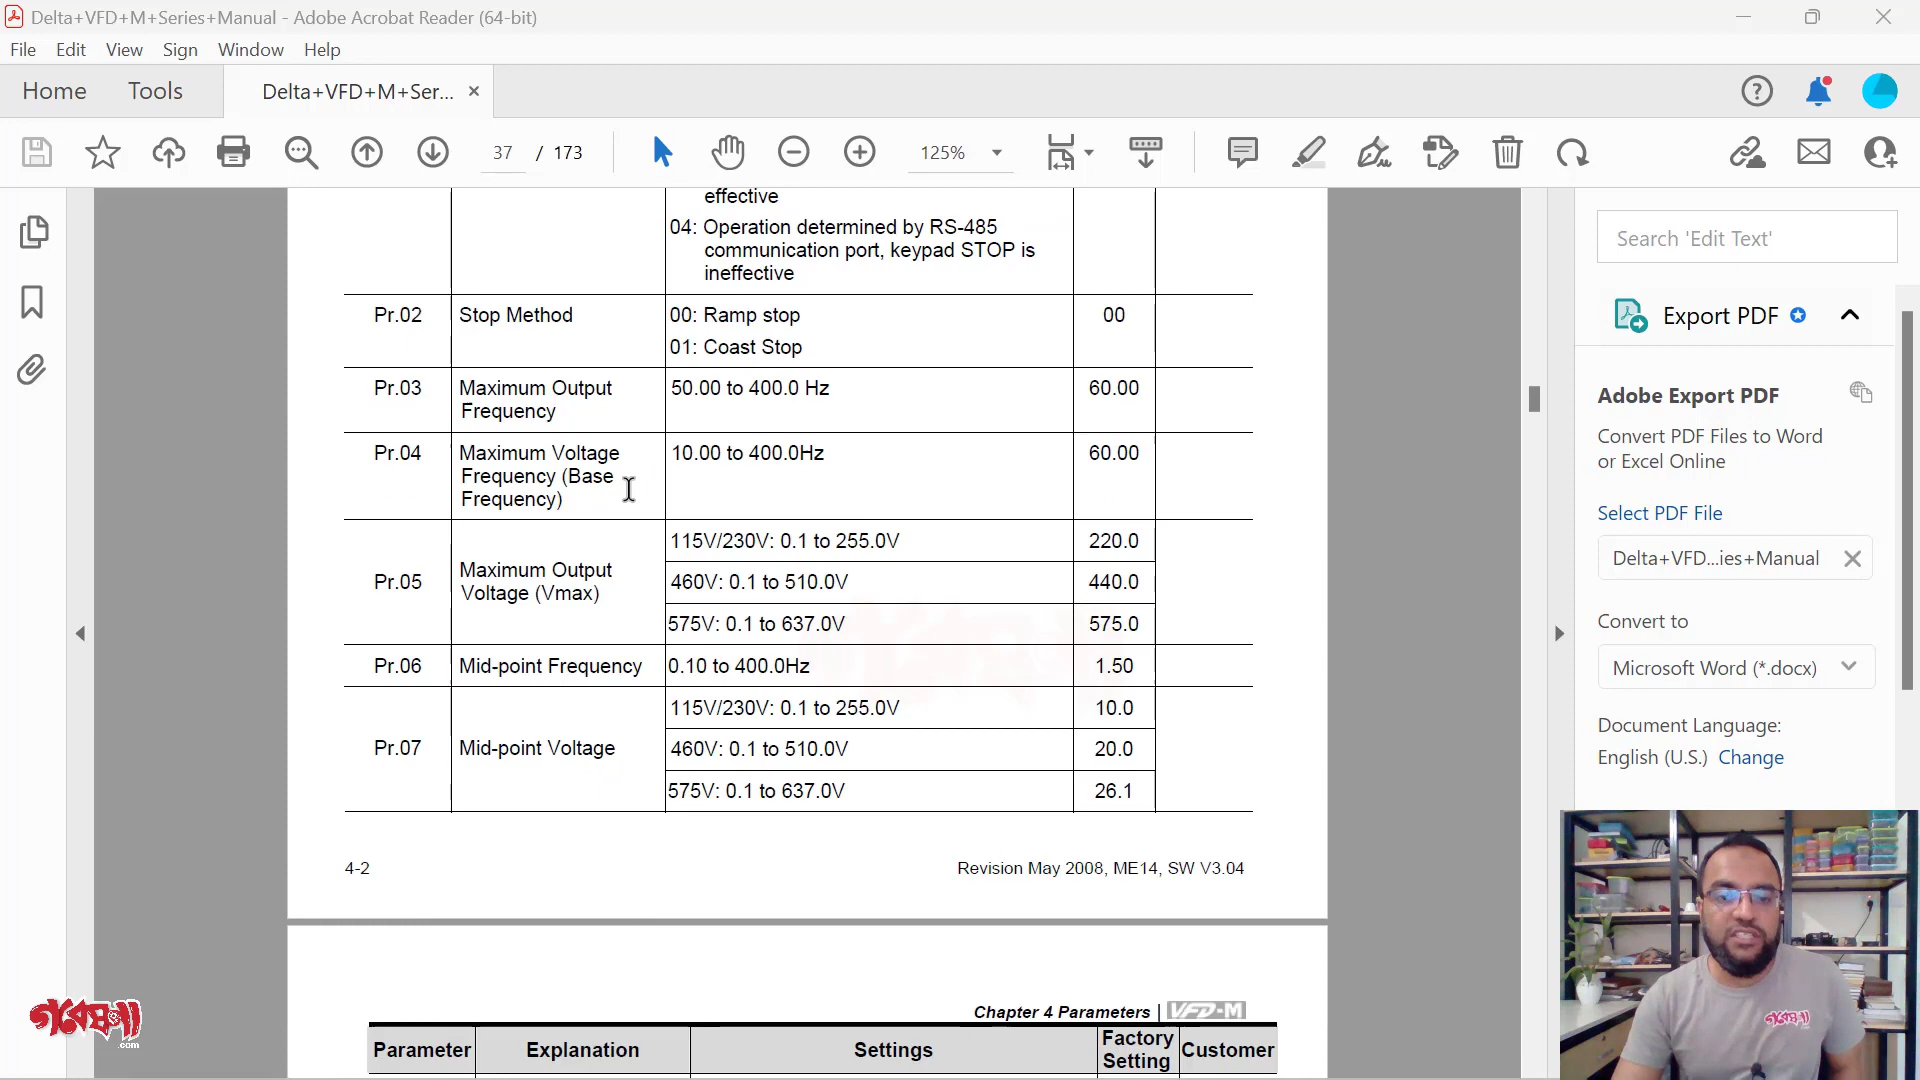 Delta+VFD+M+Series+Manual - Adobe Acrobat Reader (64-bit)
File Edit View Sign Window Help
Home Tools Delta+VFD+M+Ser... ×
37 / 173 125%
effective
04: Operation determined by RS-485
communication port, keypad STOP is
ineffective
Pr.02 Stop Method 00: Ramp stop 00
01: Coast Stop
Pr.03 Maximum Output 50.00 to 400.0 Hz 60.00
Frequency
Pr.04 Maximum Voltage 10.00 to 400.0Hz 60.00
Frequency (Base
Frequency)
115V/230V: 0.1 to 255.0V 220.0
Pr.05 Maximum Output
Voltage (Vmax)
460V: 0.1 to 510.0V 440.0
575V: 0.1 to 637.0V 575.0
Pr.06 Mid-point Frequency 0.10 to 400.0Hz 1.50
115V/230V: 0.1 to 255.0V 10.0
Pr.07 Mid-point Voltage 460V: 0.1 to 510.0V 20.0
575V: 0.1 to 637.0V 26.1
4-2 Revision May 2008, ME14, SW V3.04
Chapter 4 Parameters | VFD-M
Parameter Explanation Settings Factory Setting Customer
Search 'Edit Text'
Export PDF
Adobe Export PDF
Convert PDF Files to Word
or Excel Online
Select PDF File
Delta+VFD...ies+Manual
Convert to
Microsoft Word (*.docx)
Document Language:
English (U.S.) Change
গবেষণা
.com
গবেষণা